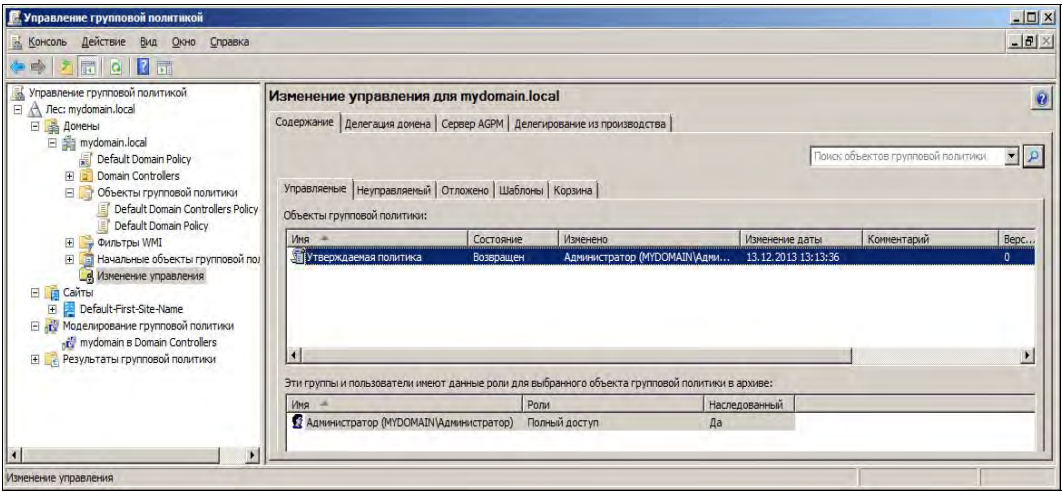 Управление групповой политикой
Консоль Действие Вид Окно Справка
Управление групповой политикой
Лес: mydomain.local
Домены
mydomain.local
Default Domain Policy
Domain Controllers
Объекты групповой политики
Default Domain Controllers Policy
Default Domain Policy
Фильтры WMI
Начальные объекты групповой пол
Изменение управления
Сайты
Default-First-Site-Name
Моделирование групповой политики
mydomain в Domain Controllers
Результаты групповой политики
Изменение управления для mydomain.local
Содержание Делегация домена Сервер AGPM Делегирование из производства
Поиск объектов групповой политики
Управляемые Неуправляемый Отложено Шаблоны Корзина
Объекты групповой политики:
Имя Состояние Изменено Изменение даты Комментарий Верс...
Утверждаемая политика Возвращен Администратор (MYDOMAIN\Адми... 13.12.2013 13:13:36 0
Эти группы и пользователи имеют данные роли для выбранного объекта групповой политики в архиве:
Имя Роли Наследованный
Администратор (MYDOMAIN\Администратор) Полный доступ Да
Изменение управления